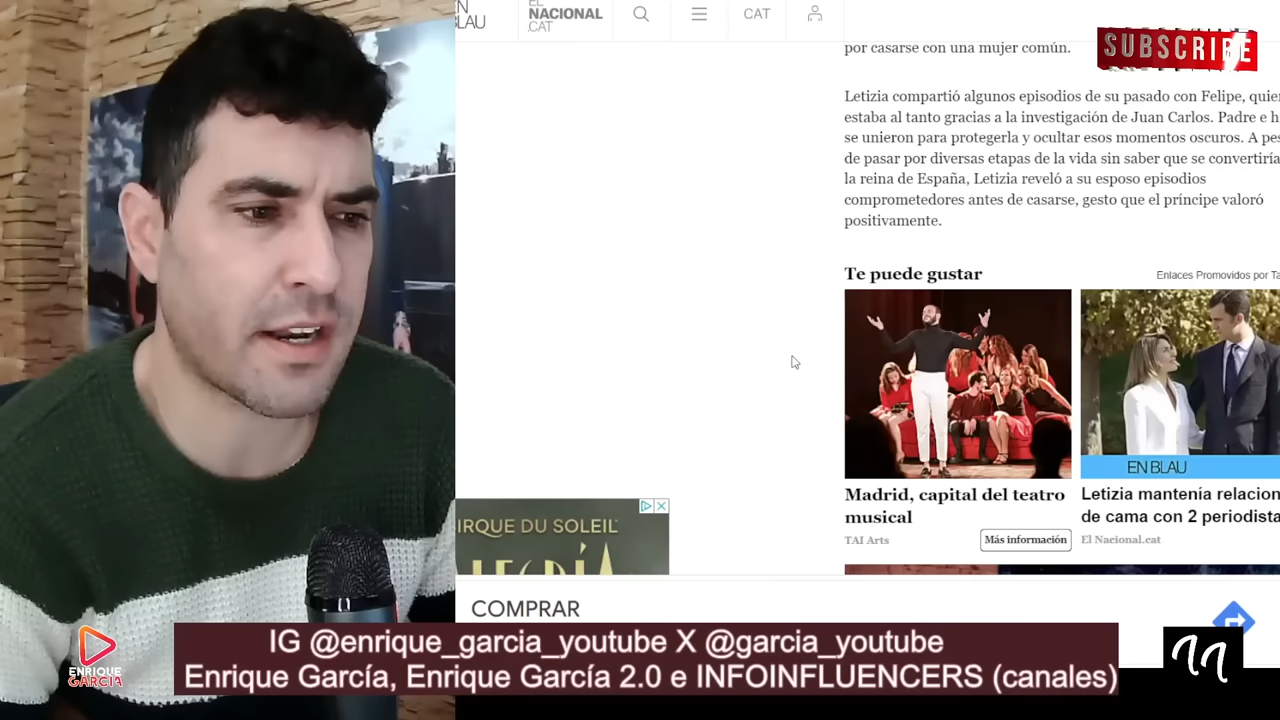 EN
BLAU
EL
NACIONAL
.CAT
CAT
SUBSCRIBE
por casarse con una mujer común.
Letizia compartió algunos episodios de su pasado con Felipe, quien
estaba al tanto gracias a la investigación de Juan Carlos. Padre e h
se unieron para protegerla y ocultar esos momentos oscuros. A pes
de pasar por diversas etapas de la vida sin saber que se convertiría
la reina de España, Letizia reveló a su esposo episodios
comprometedores antes de casarse, gesto que el príncipe valoró
positivamente.
Te puede gustar
Enlaces Promovidos por Ta
EN BLAU
Madrid, capital del teatro
musical
TAI Arts
Más información
Letizia mantenía relacion
de cama con 2 periodista
El Nacional.cat
IRQUE DU SOLEIL
ALEGRÍA
COMPRAR
IG @enrique_garcia_youtube X @garcia_youtube
Enrique García, Enrique García 2.0 e INFOINFLUENCERS (canales)
ENRIQUE
GARCÍA